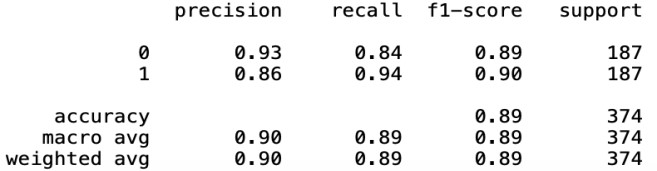 precision recall f1-score support
0 0.93 0.84 0.89 187
1 0.86 0.94 0.90 187
accuracy 0.89 374
macro avg 0.90 0.89 0.89 374
weighted avg 0.90 0.89 0.89 374